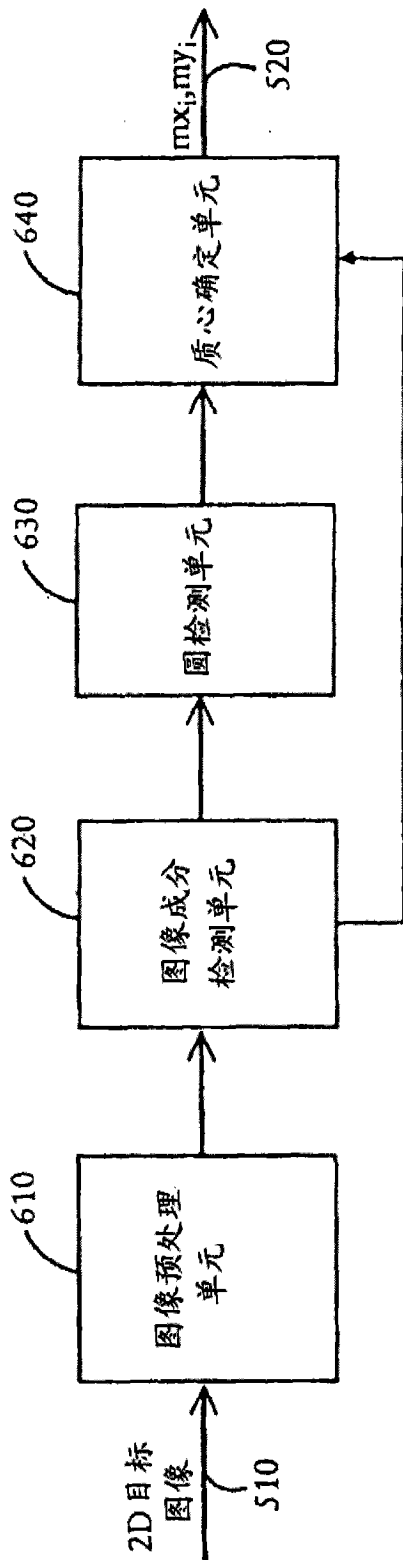 2D目标
图像
510
610
图像预处理
单元
620
图像成分
检测单元
630
圆检测单元
640
质心确定单元
mxᵢ,myᵢ
520